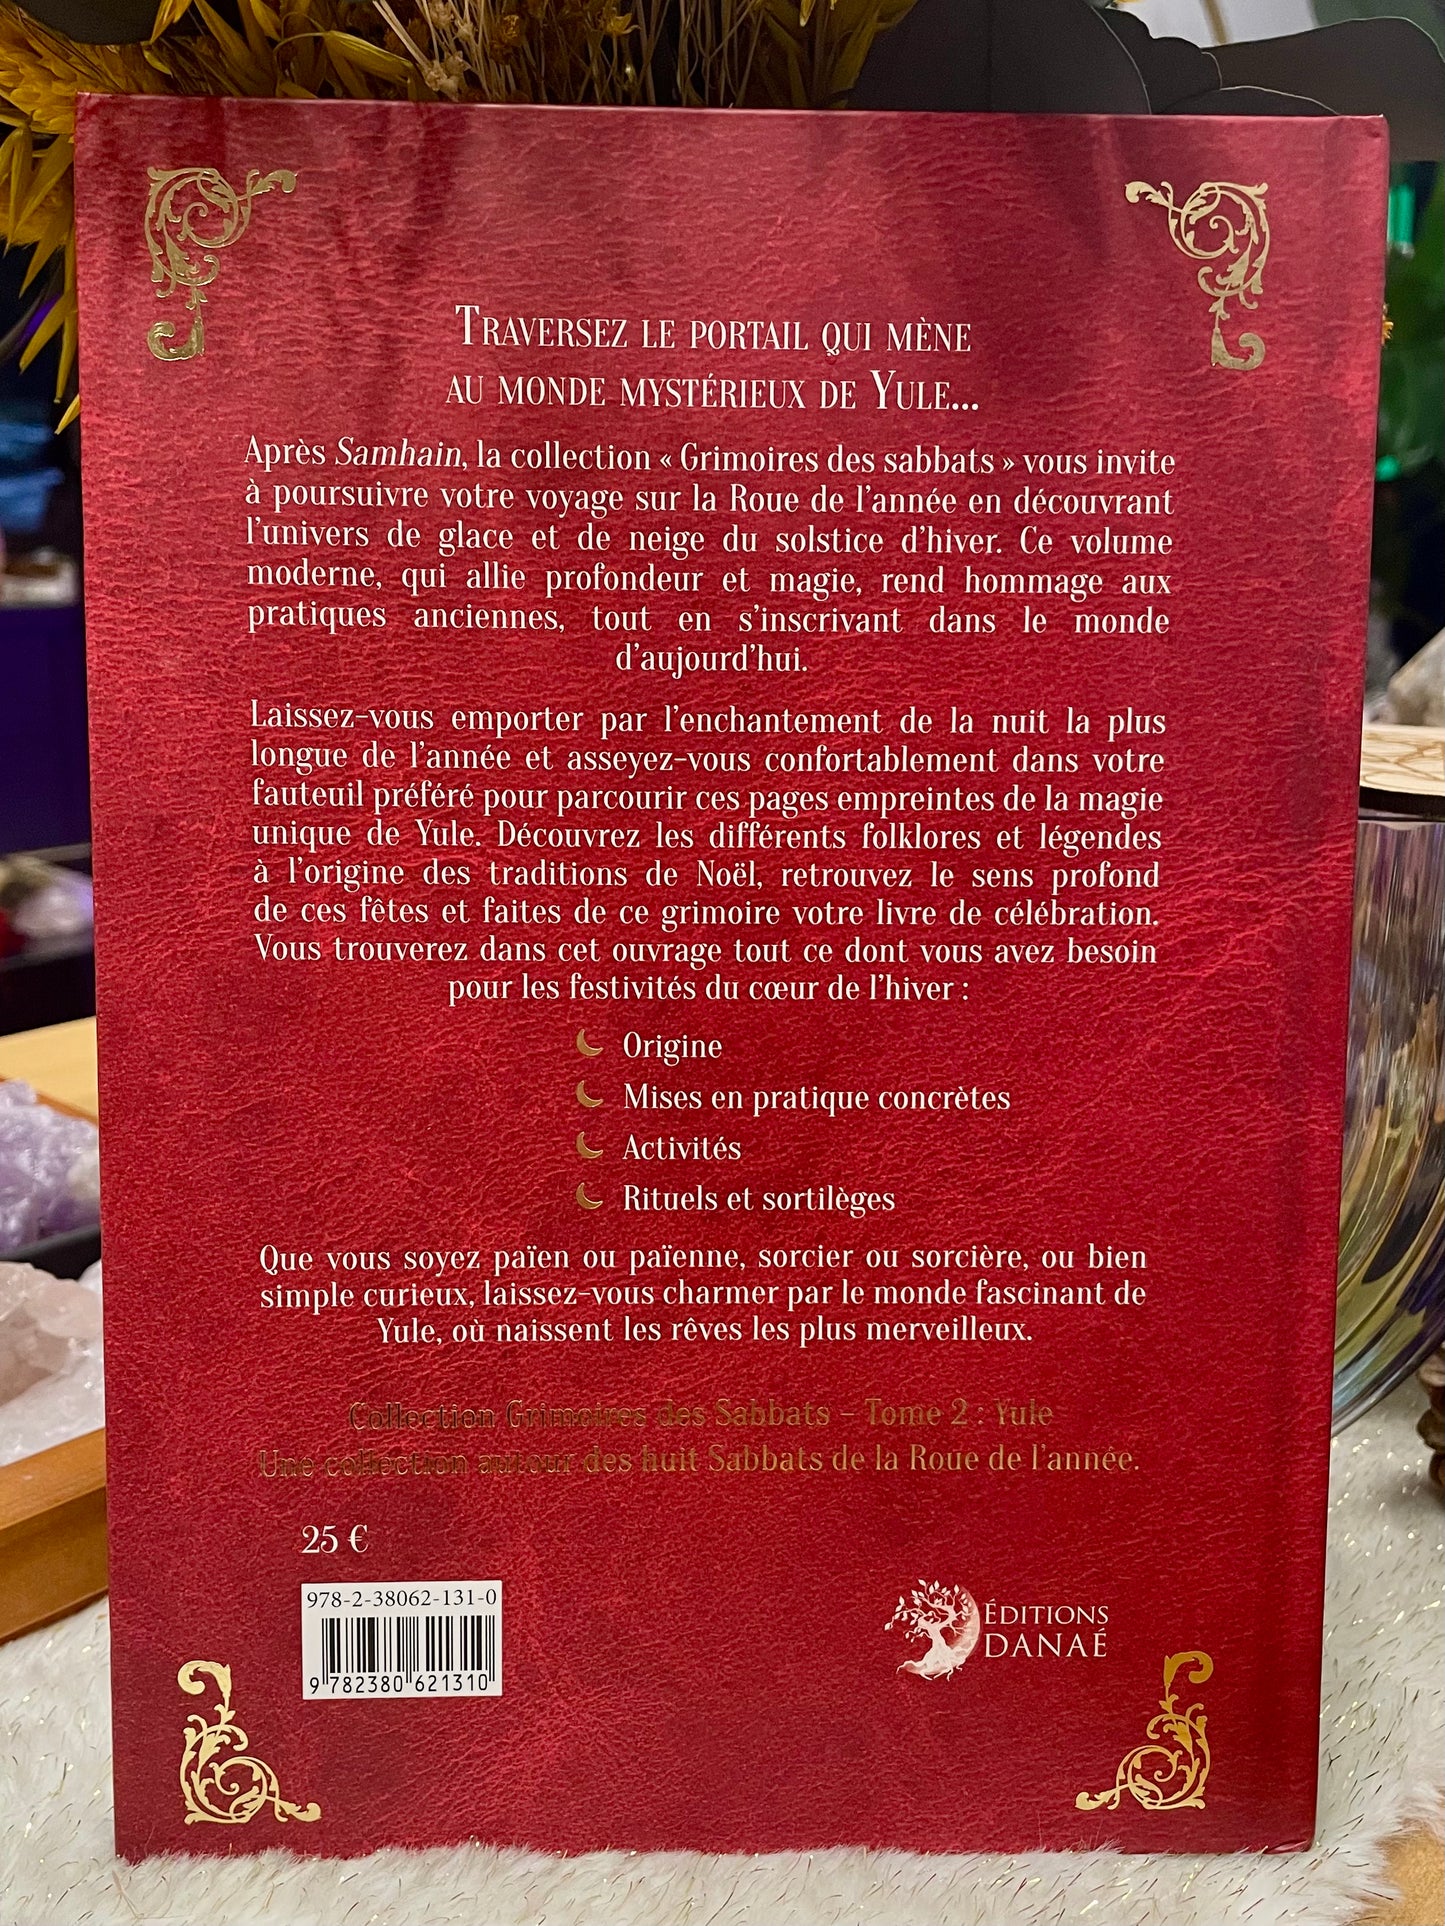 Traversez le portail qui mène
au monde mystérieux de Yule...
Après Samhain, la collection « Grimoires des sabbats » vous invite
à poursuivre votre voyage sur la Roue de l'année en découvrant
l'univers de glace et de neige du solstice d'hiver. Ce volume
moderne, qui allie profondeur et magie, rend hommage aux
pratiques anciennes, tout en s'inscrivant dans le monde
d'aujourd'hui.
Laissez-vous emporter par l'enchantement de la nuit la plus
longue de l'année et asseyez-vous confortablement dans votre
fauteuil préféré pour parcourir ces pages empreintes de la magie
unique de Yule. Découvrez les différents folklores et légendes
à l'origine des traditions de Noël, retrouvez le sens profond
de ces fêtes et faites de ce grimoire votre livre de célébration.
Vous trouverez dans cet ouvrage tout ce dont vous avez besoin
pour les festivités du cœur de l'hiver :
Origine
Mises en pratique concrètes
Activités
Rituels et sortilèges
Que vous soyez païen ou païenne, sorcier ou sorcière, ou bien
simple curieux, laissez-vous charmer par le monde fascinant de
Yule, où naissent les rêves les plus merveilleux.
Collection Grimoires des Sabbats – Tome 2 : Yule
Une collection autour des huit Sabbats de la Roue de l'année.
25 €
978-2-38062-131-0
9 782380 621310
ÉDITIONS
DANAÉ